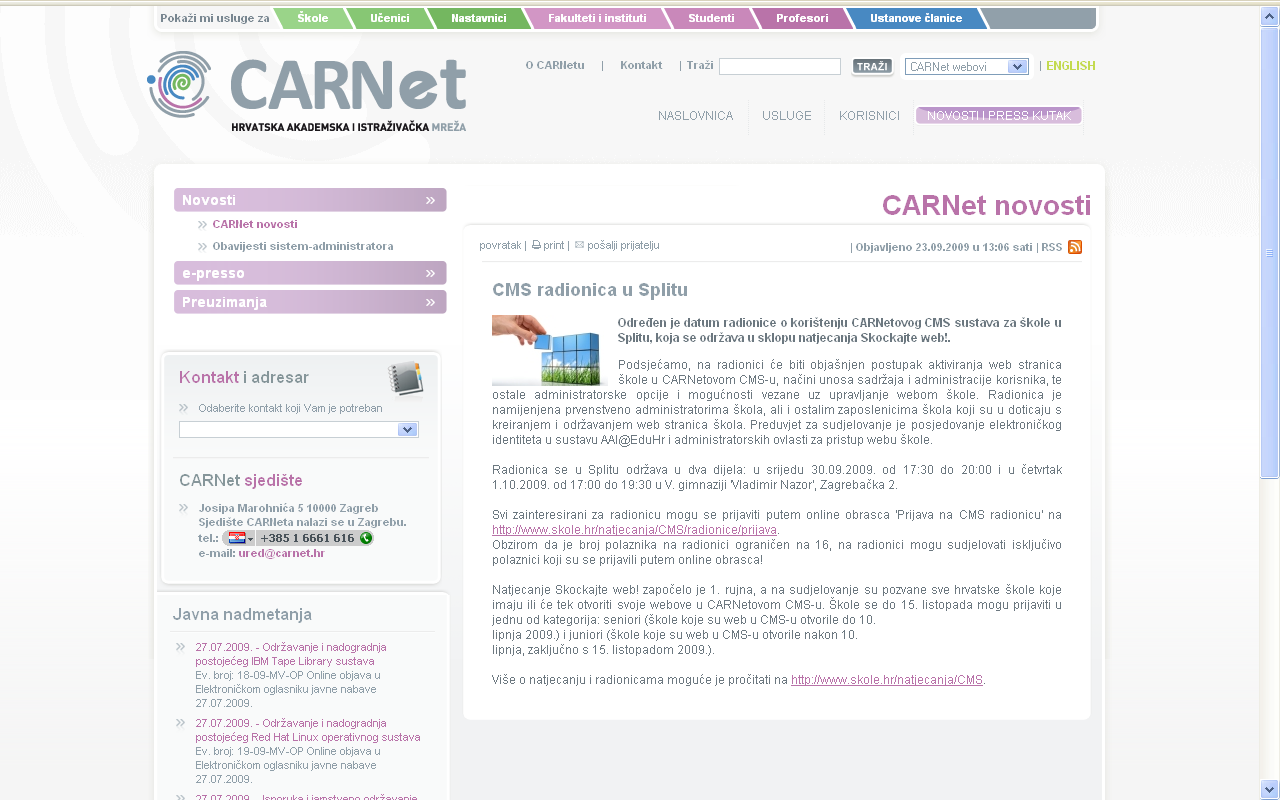 Pokaži mi usluge za Škole Učenici Nastavnici Fakulteti i instituti Studenti Profesori Ustanove članice
O CARNetu | Kontakt | Traži TRAŽI CARNet webovi | ENGLISH
CARNet
HRVATSKA AKADEMSKA I ISTRAŽIVAČKA MREŽA
NASLOVNICA USLUGE KORISNICI NOVOSTI I PRESS KUTAK
Novosti
CARNet novosti
Obavijesti sistem-administratora
e-presso
Preuzimanja
Kontakt i adresar
Odaberite kontakt koji Vam je potreban
CARNet sjedište
Josipa Marohnića 5 10000 Zagreb
Sjedište CARNeta nalazi se u Zagrebu.
tel.: +385 1 6661 616
e-mail: ured@carnet.hr
Javna nadmetanja
27.07.2009. - Održavanje i nadogradnja
postojećeg IBM Tape Library sustava
Ev. broj: 18-09-MV-OP Online objava u
Elektroničkom oglasniku javne nabave
27.07.2009.
27.07.2009. - Održavanje i nadogradnja
postojećeg Red Hat Linux operativnog sustava
Ev. broj: 19-09-MV-OP Online objava u
Elektroničkom oglasniku javne nabave
27.07.2009.
27.07.2009. - Isporuka i jamstveno održavanje
CARNet novosti
povratak | print | pošalji prijatelju
| Objavljeno 23.09.2009 u 13:06 sati | RSS
CMS radionica u Splitu
Određen je datum radionice o korištenju CARNetovog CMS sustava za škole u
Splitu, koja se održava u sklopu natjecanja Skockajte web!.
Podsjećamo, na radionici će biti objašnjen postupak aktiviranja web stranica
škole u CARNetovom CMS-u, načini unosa sadržaja i administracije korisnika, te
ostale administratorske opcije i mogućnosti vezane uz upravljanje webom škole. Radionica je
namijenjena prvenstveno administratorima škola, ali i ostalim zaposlenicima škola koji su u doticaju s
kreiranjem i održavanjem web stranica škola. Preduvjet za sudjelovanje je posjedovanje elektroničkog
identiteta u sustavu AAI@EduHr i administratorskih ovlasti za pristup webu škole.
Radionica se u Splitu održava u dva dijela: u srijedu 30.09.2009. od 17:30 do 20:00 i u četvrtak
1.10.2009. od 17:00 do 19:30 u V. gimnaziji 'Vladimir Nazor', Zagrebačka 2.
Svi zainteresirani za radionicu mogu se prijaviti putem online obrasca 'Prijava na CMS radionicu' na
http://www.skole.hr/natjecanja/CMS/radionice/prijava.
Obzirom da je broj polaznika na radionici ograničen na 16, na radionici mogu sudjelovati isključivo
polaznici koji su se prijavili putem online obrasca!
Natjecanje Skockajte web! započelo je 1. rujna, a na sudjelovanje su pozvane sve hrvatske škole koje
imaju ili će tek otvoriti svoje webove u CARNetovom CMS-u. Škole se do 15. listopada mogu prijaviti u
jednu od kategorija: seniori (škole koje su web u CMS-u otvorile do 10.
lipnja 2009.) i juniori (škole koje su web u CMS-u otvorile nakon 10.
lipnja, zaključno s 15. listopadom 2009.).
Više o natjecanju i radionicama moguće je pročitati na http://www.skole.hr/natjecanja/CMS.